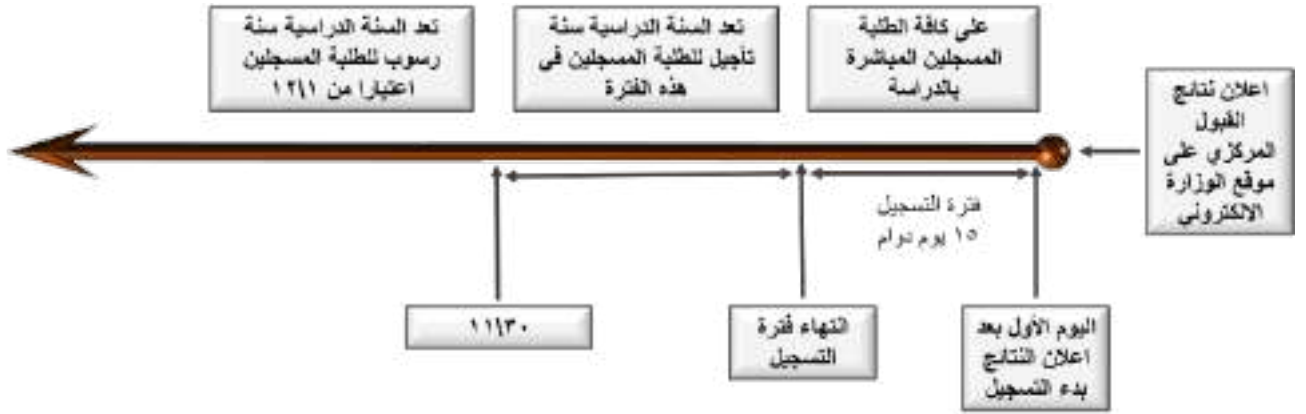 اعلان نتائج
القبول
المركزي على
موقع الوزارة
الالكتروني
على كافة الطلبة
المسجلين المباشرة
بالدراسة
تعد السنة الدراسية سنة
تأجيل للطلبة المسجلين في
هذه الفترة
تعد السنة الدراسية سنة
رسوب للطلبة المسجلين
اعتبارا من ١٢\١
فترة التسجيل
١٥ يوم دوام
اليوم الأول بعد
اعلان النتائج
بدء التسجيل
انتهاء فترة
التسجيل
١١\٣٠